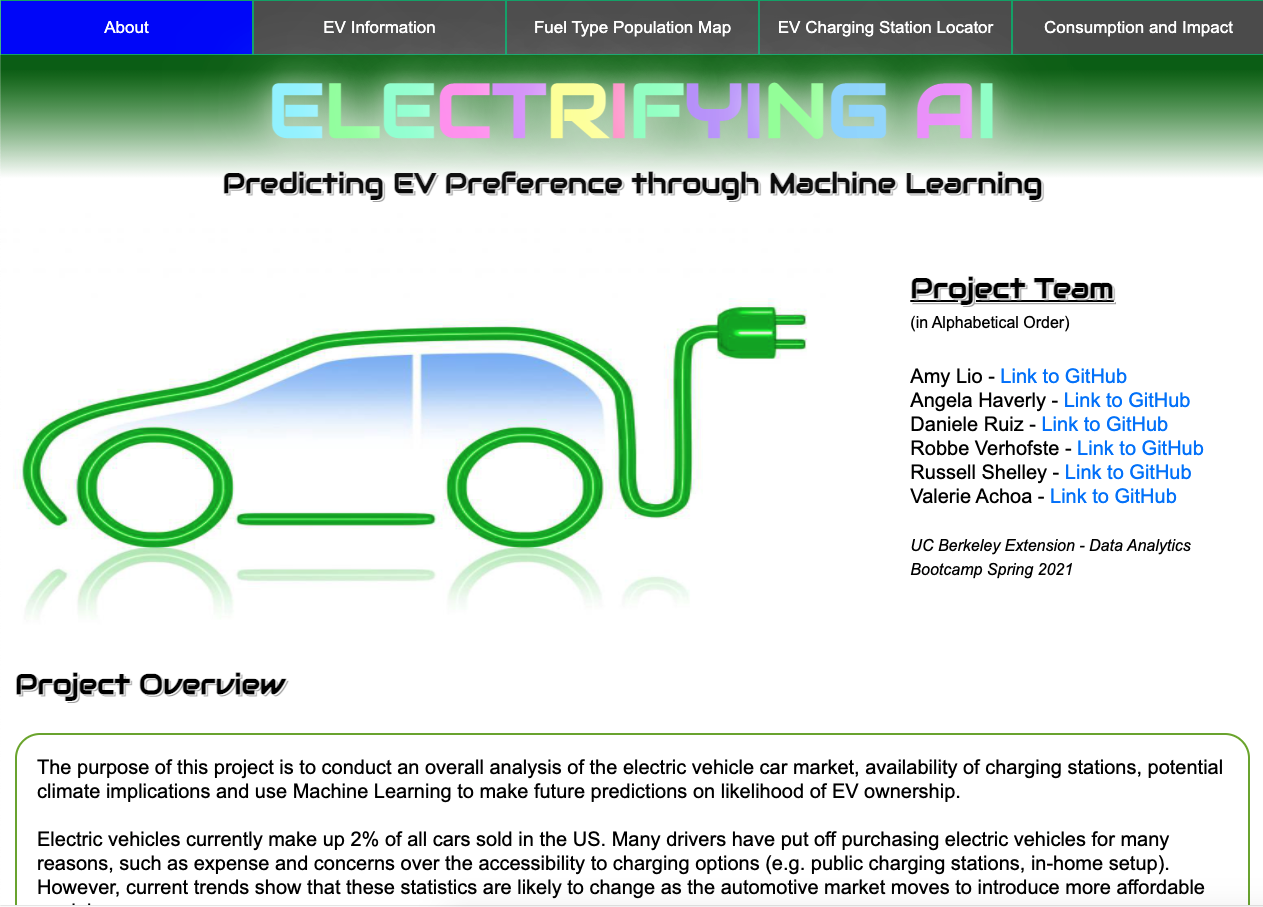 About
EV Information
Fuel Type Population Map
EV Charging Station Locator
Consumption and Impact
ELECTRIFYING AI
Predicting EV Preference through Machine Learning
Project Team
(in Alphabetical Order)
Amy Lio - Link to GitHub
Angela Haverly - Link to GitHub
Daniele Ruiz - Link to GitHub
Robbe Verhofste - Link to GitHub
Russell Shelley - Link to GitHub
Valerie Achoa - Link to GitHub
UC Berkeley Extension - Data Analytics
Bootcamp Spring 2021
Project Overview
The purpose of this project is to conduct an overall analysis of the electric vehicle car market, availability of charging stations, potential
climate implications and use Machine Learning to make future predictions on likelihood of EV ownership.
Electric vehicles currently make up 2% of all cars sold in the US. Many drivers have put off purchasing electric vehicles for many
reasons, such as expense and concerns over the accessibility to charging options (e.g. public charging stations, in-home setup).
However, current trends show that these statistics are likely to change as the automotive market moves to introduce more affordable